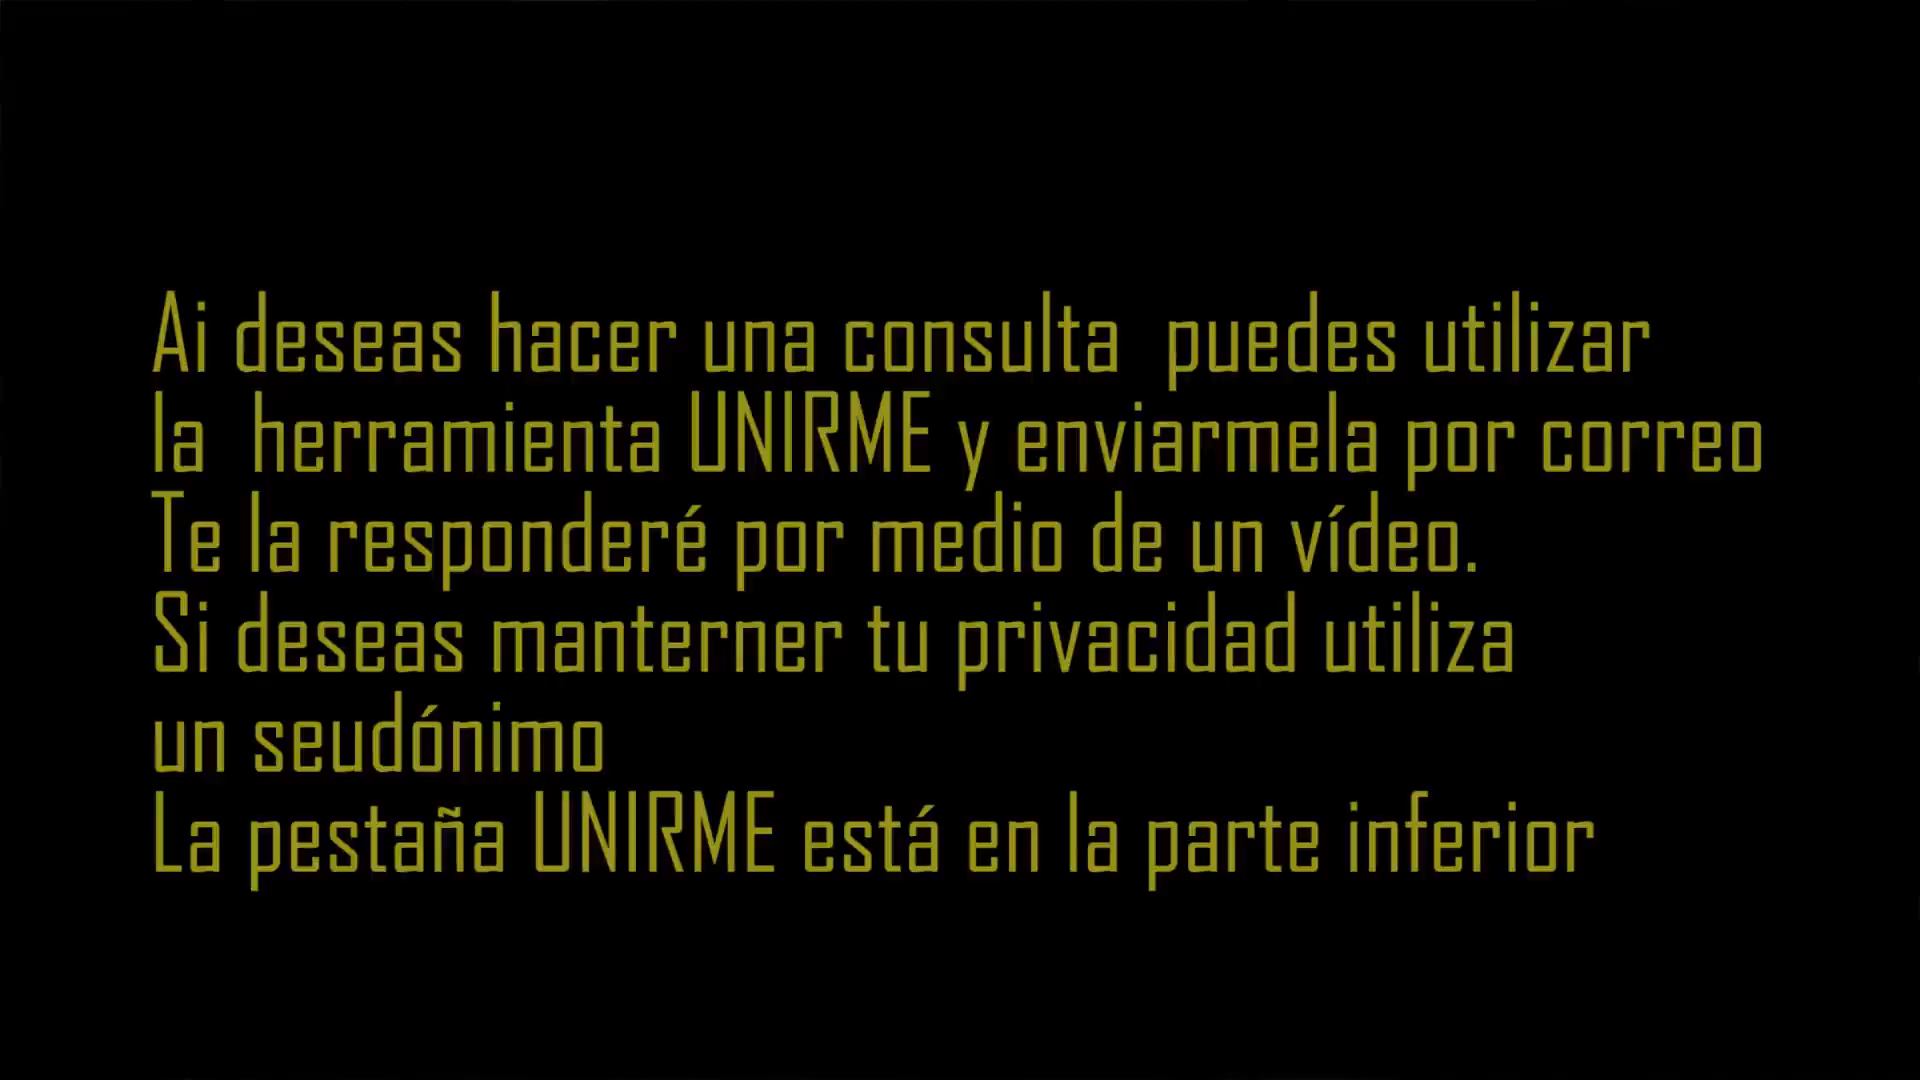 Ai deseas hacer una consulta puedes utilizar
la herramienta UNIRME y enviarmela por correo
Te la responderé por medio de un vídeo.
Si deseas manterner tu privacidad utiliza
un seudónimo
La pestaña UNIRME está en la parte inferior